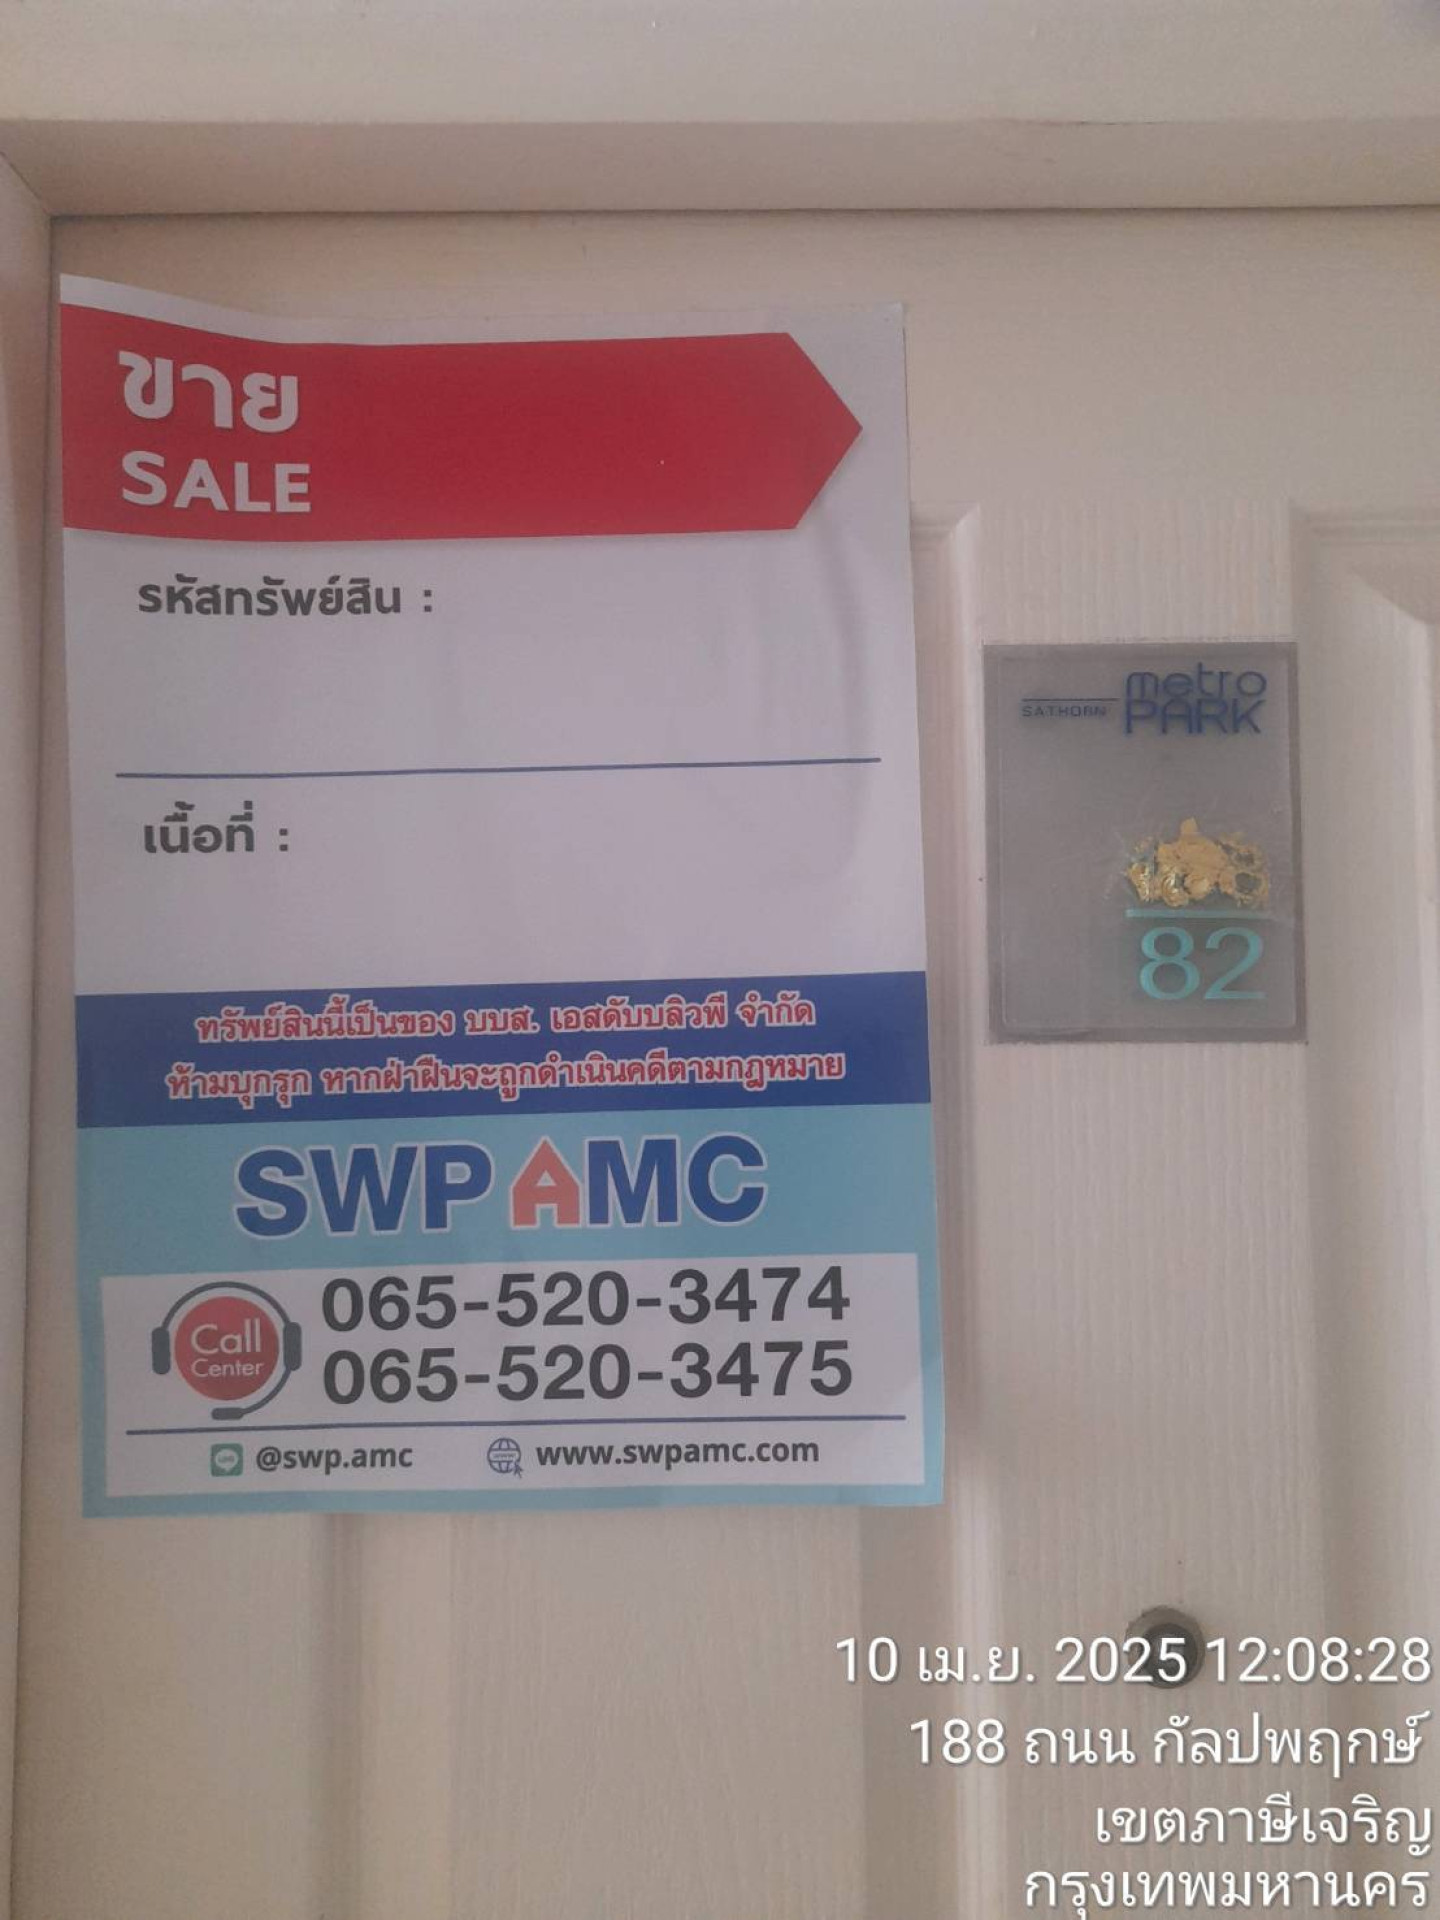 ขาย
SALE
รหัสทรัพย์สิน :
เนื้อที่ :
ทรัพย์สินนี้เป็นของ บบส. เอสดับบลิวพี จำกัด
ห้ามบุกรุก หากฝ่าฝืนจะถูกดำเนินคดีตามกฎหมาย
SWP AMC
Call
Center
065-520-3474
065-520-3475
@swp.amc
www.swpamc.com
metro
SATHORN PARK
82
10 เม.ย. 2025 12:08:28
188 ถนน กัลปพฤกษ์
เขตภาษีเจริญ
กรุงเทพมหานคร